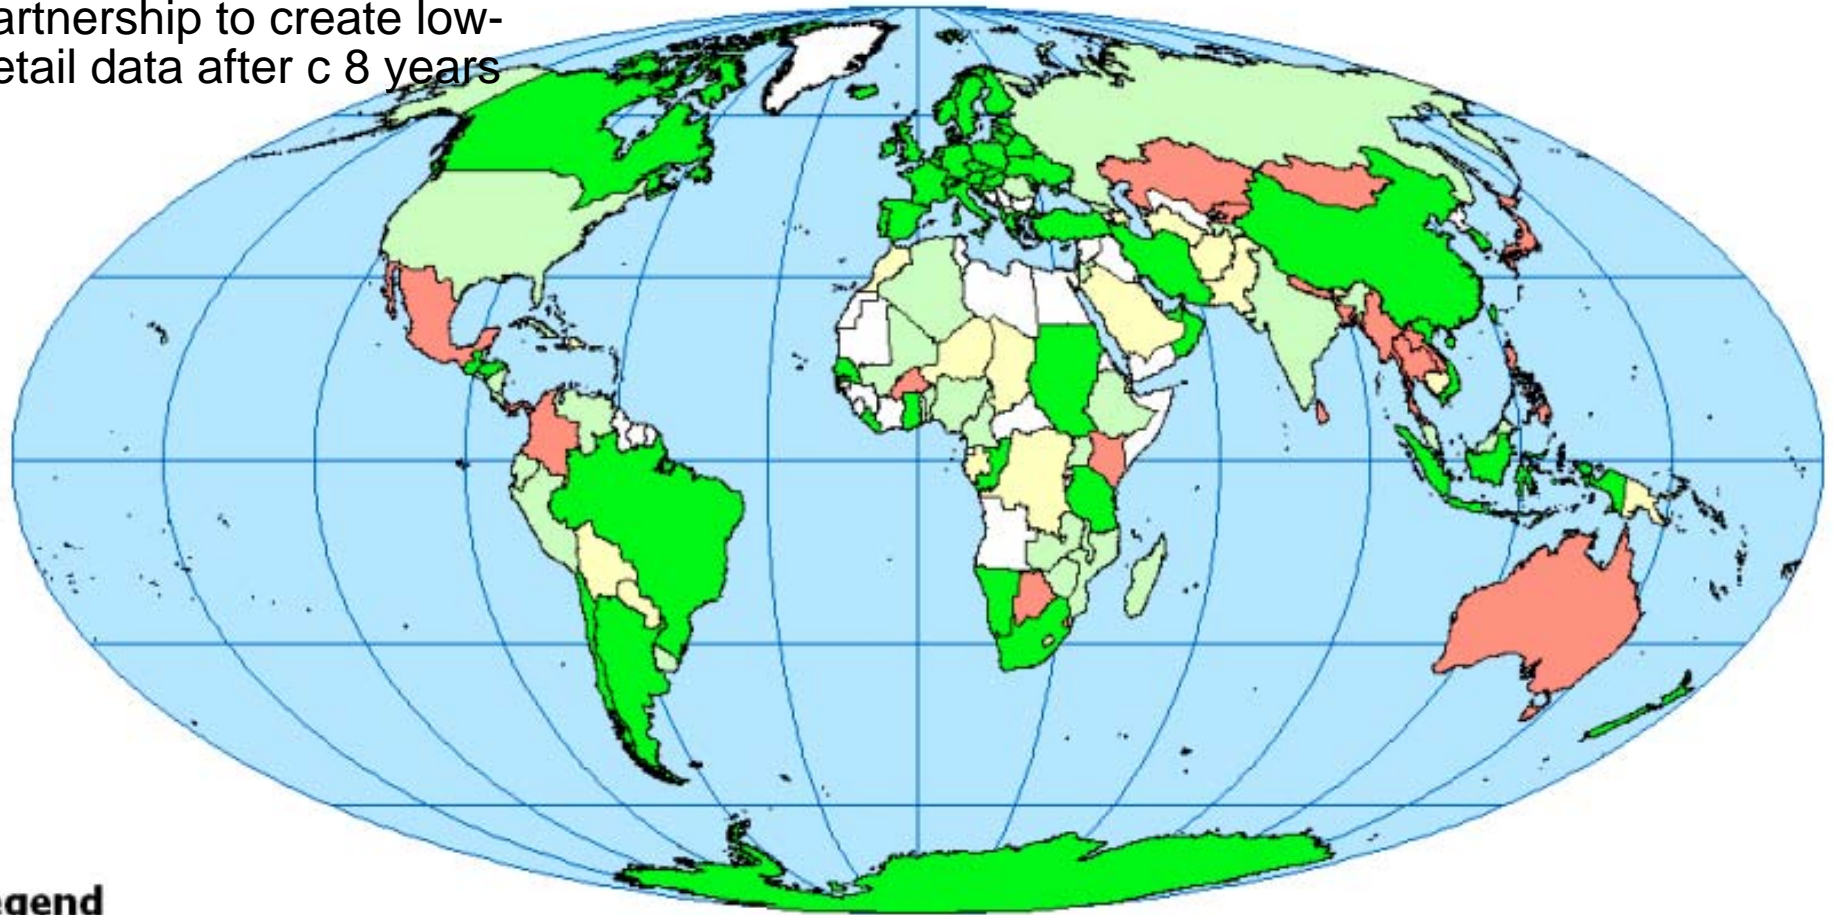 artnership to create low-
etail data after c 8 years
egend